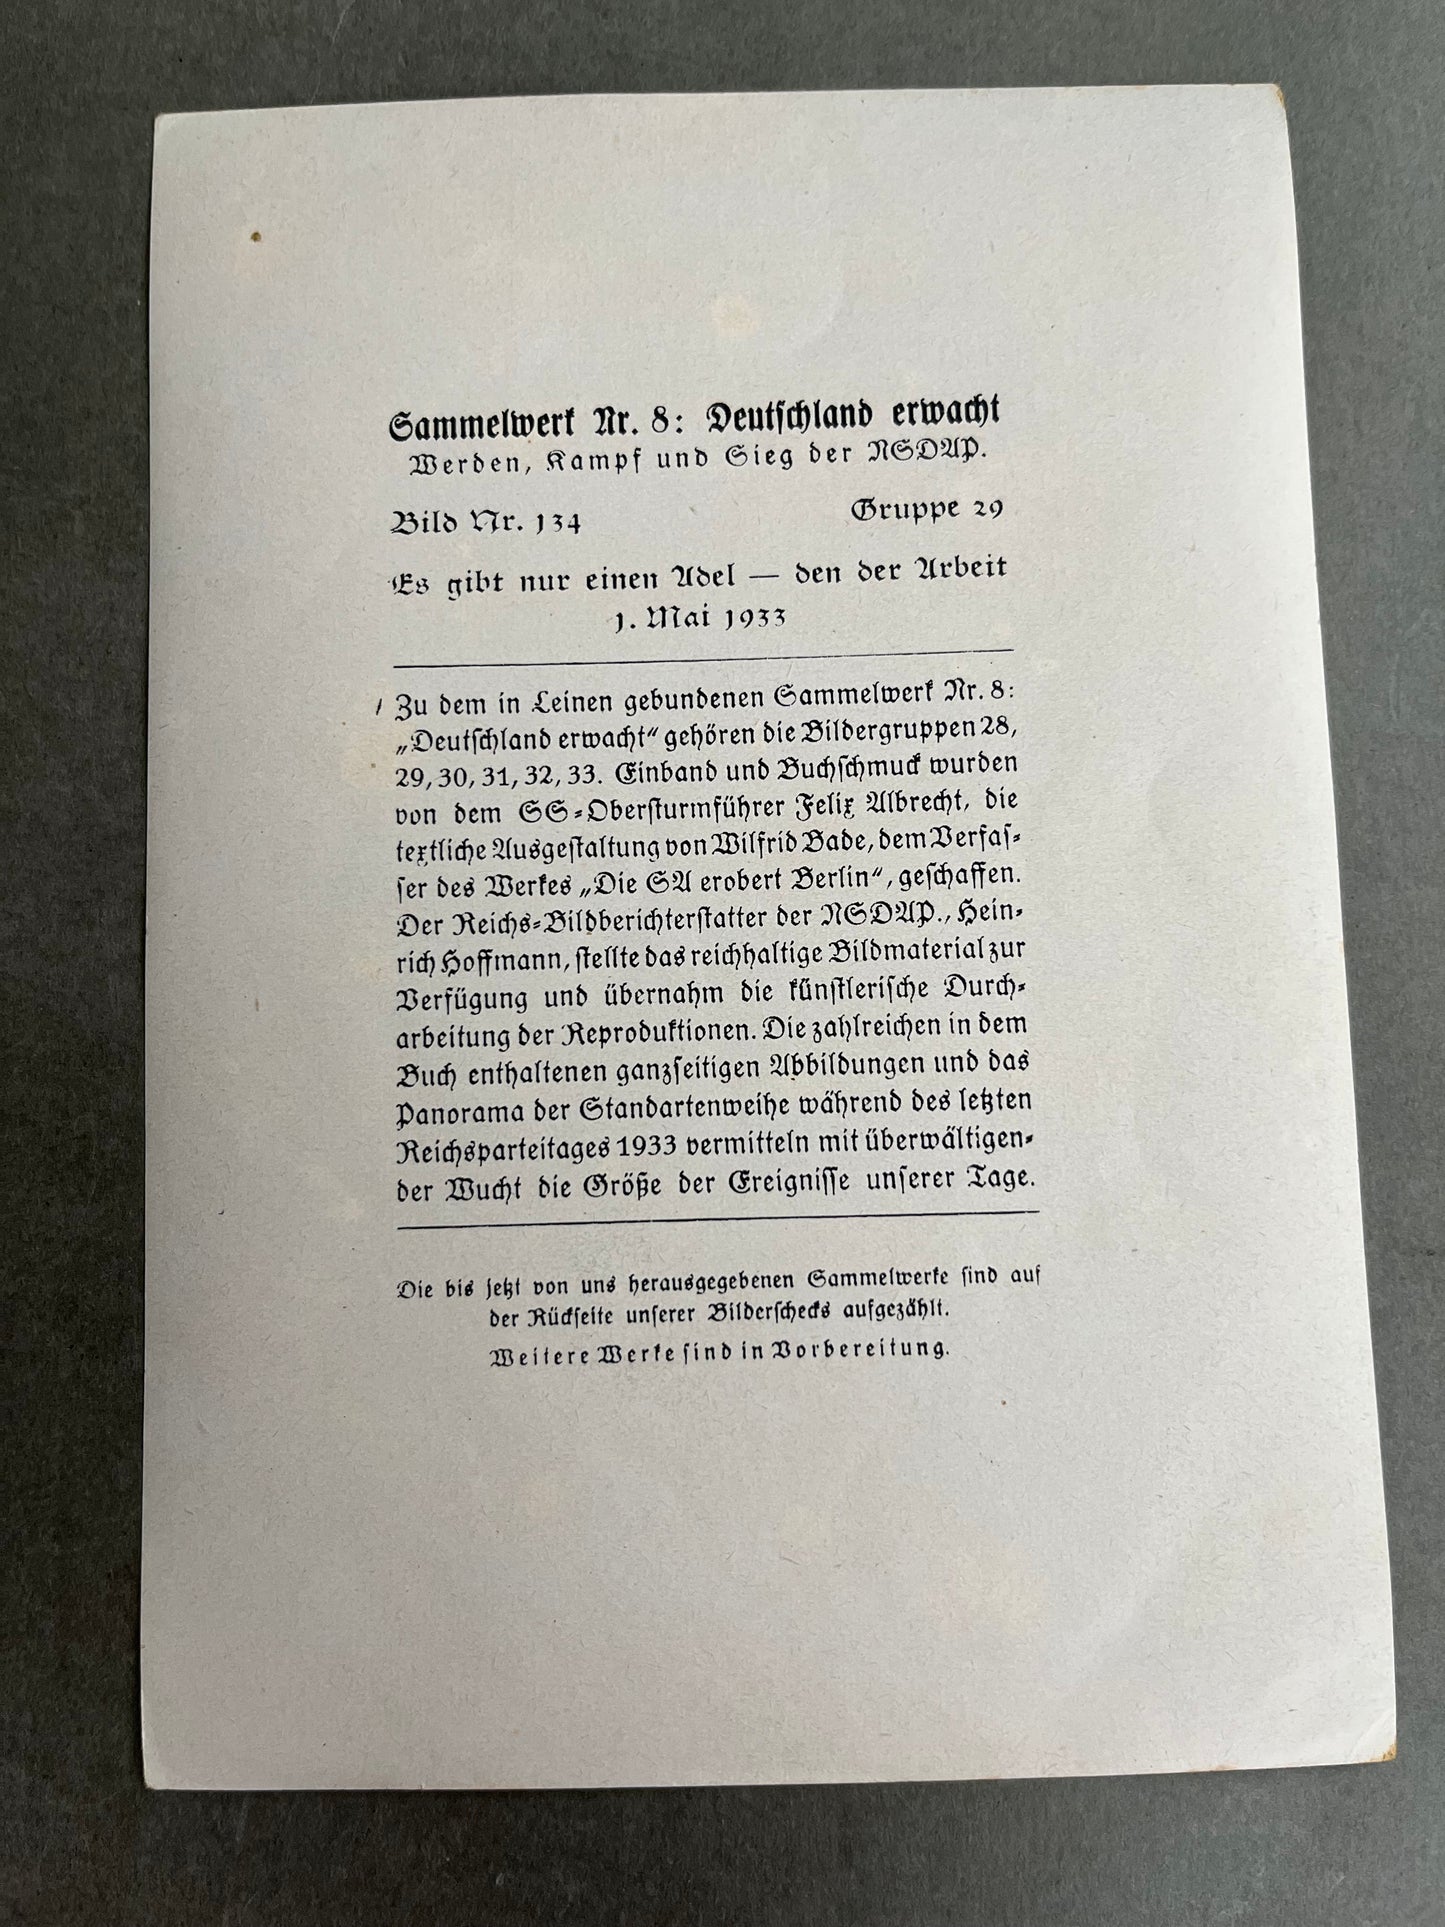 Sammelwerk Nr. 8: Deutschland erwacht
Werden, Kampf und Sieg der NSDAP.
Bild Nr. 134 Gruppe 29
Es gibt nur einen Adel — den der Arbeit
1. Mai 1933
Zu dem in Leinen gebundenen Sammelwerk Nr. 8:
„Deutschland erwacht“ gehören die Bildergruppen 28,
29, 30, 31, 32, 33. Einband und Buchschmuck wurden
von dem SS-Obersturmführer Felix Albrecht, die
textliche Ausgestaltung von Wilfrid Bade, dem Verfas-
ser des Werkes „Die SA erobert Berlin“, geschaffen.
Der Reichs-Bildberichterstatter der NSDAP., Hein-
rich Hoffmann, stellte das reichhaltige Bildmaterial zur
Verfügung und übernahm die künstlerische Durch-
arbeitung der Reproduktionen. Die zahlreichen in dem
Buch enthaltenen ganzseitigen Abbildungen und das
Panorama der Standartenweihe während des letzten
Reichsparteitages 1933 vermitteln mit überwältigen-
der Wucht die Größe der Ereignisse unserer Tage.
Die bis jetzt von uns herausgegebenen Sammelwerke sind auf
der Rückseite unserer Bilderschecks aufgezählt.
Weitere Werke sind in Vorbereitung.